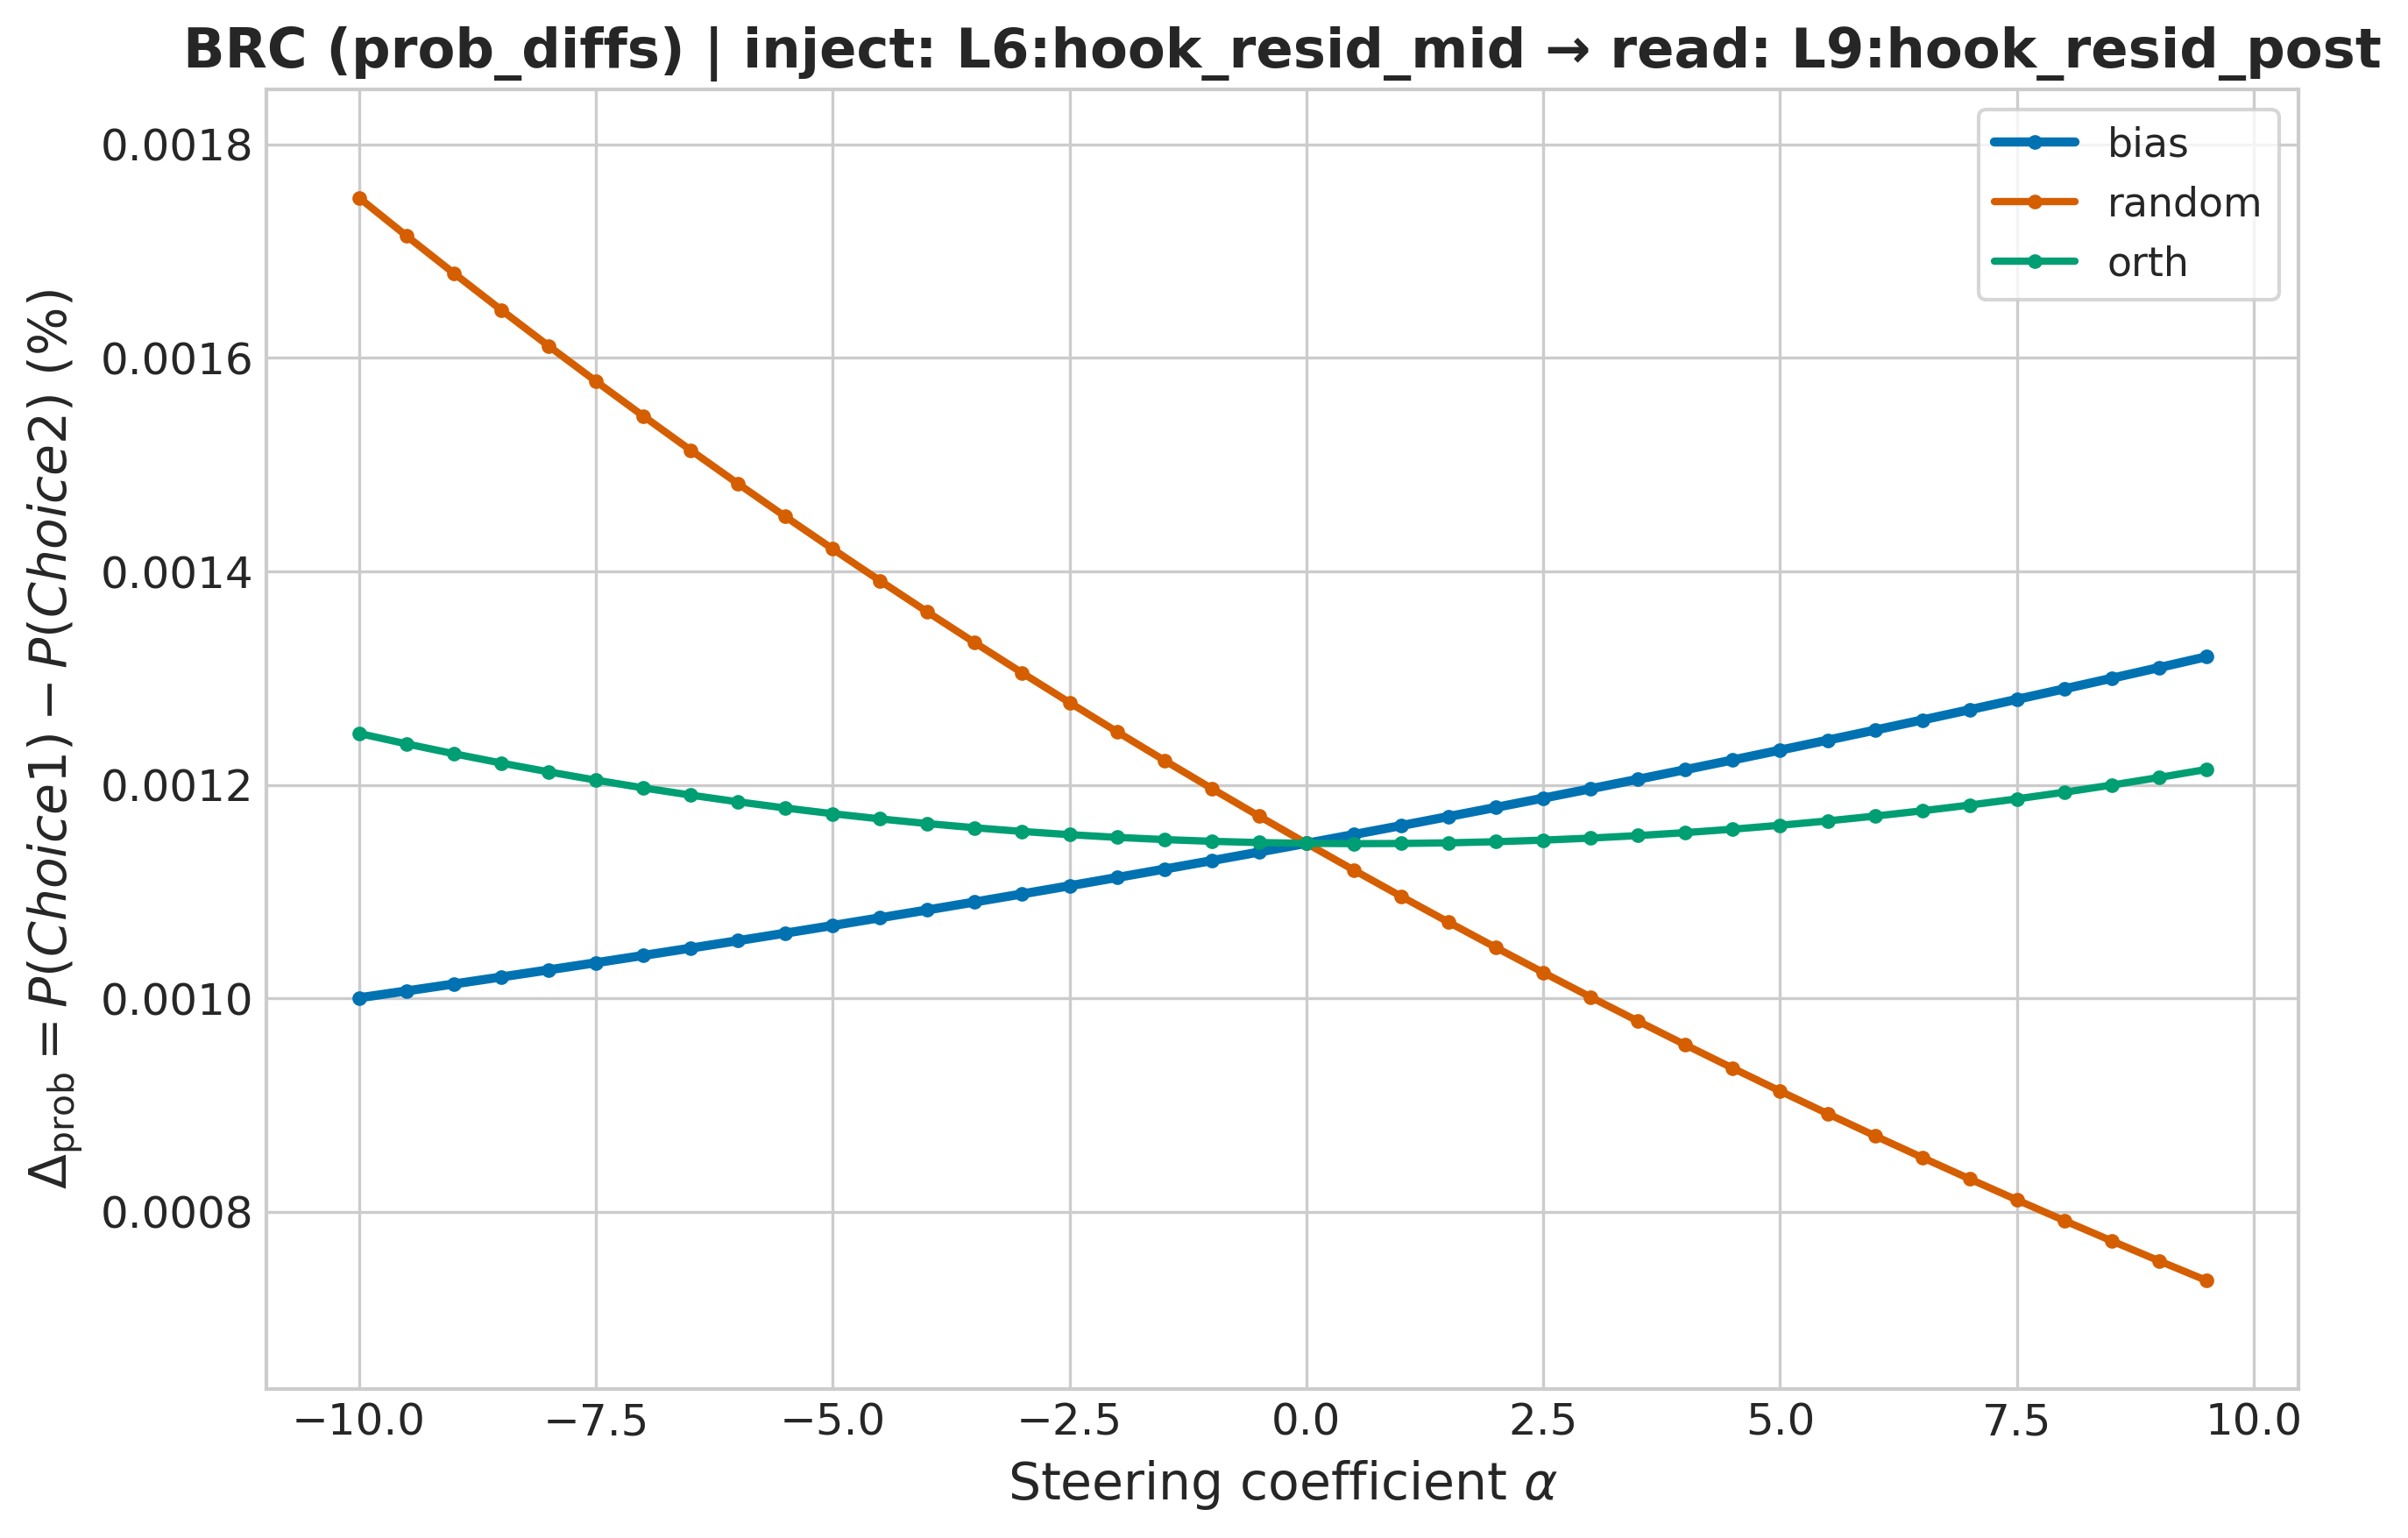 BRC (prob_diffs) | inject: L6:hook_resid_mid → read: L9:hook_resid_post
Δprob = P(Choice1) − P(Choice2) (%)
0.0018
0.0016
0.0014
0.0012
0.0010
0.0008
bias
random
orth
−10.0 −7.5 −5.0 −2.5 0.0 2.5 5.0 7.5 10.0
Steering coefficient α